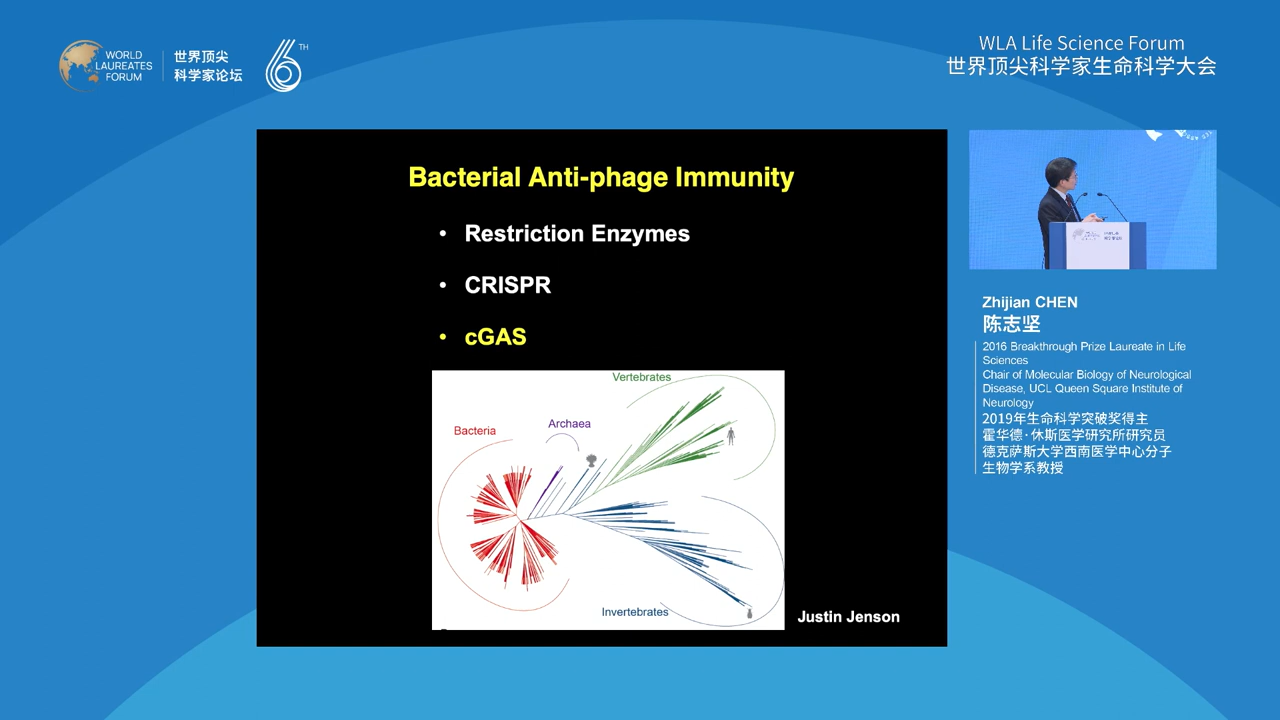 WORLD
LAUREATES
FORUM
世界顶尖
科学家论坛
6TH
WLA Life Science Forum
世界顶尖科学家生命科学大会
Bacterial Anti-phage Immunity
• Restriction Enzymes
• CRISPR
• cGAS
Vertebrates
Archaea
Bacteria
Invertebrates
Justin Jenson
Zhijian CHEN
陈志坚
2016 Breakthrough Prize Laureate in Life
Sciences
Chair of Molecular Biology of Neurological
Disease, UCL Queen Square Institute of
Neurology
2019年生命科学突破奖得主
霍华德·休斯医学研究所研究员
德克萨斯大学西南医学中心分子
生物学系教授